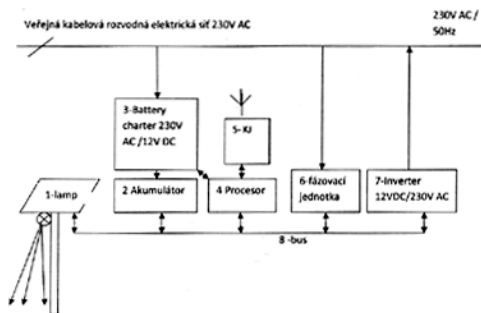 Veřejná kabelová rozvodná elektrická síť 230V AC
230V AC /
50Hz
3-Battery
charter 230V
AC /12V DC
5- KJ
1-lamp
2 Akumulátor
4 Procesor
6-fázovací
jednotka
7-Inverter
12VDC/230V AC
8 -bus